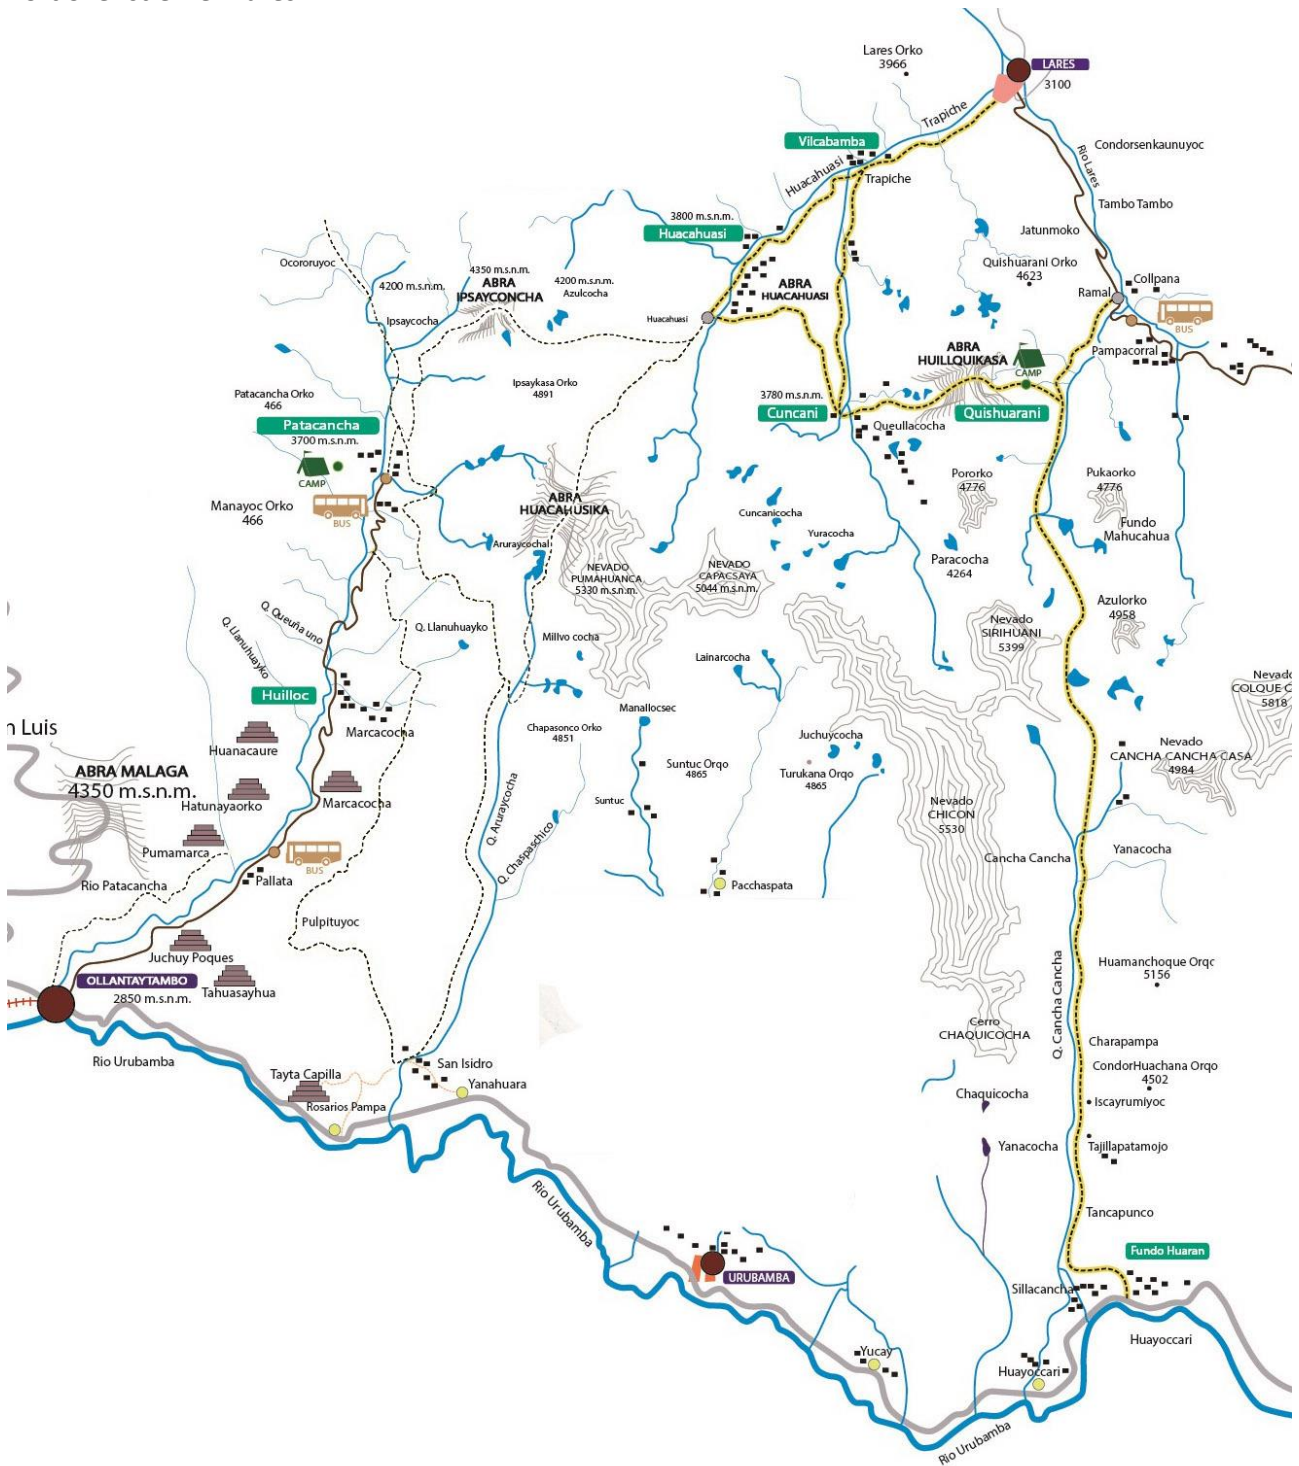 Lares Orko
3966
LARES
3100
Trapiche
Condorsenkaunuyoc
Vilcabamba
Huacahuasi
Trapiche
Rio Lares
Tambo Tambo
3800 m.s.n.m.
Huacahuasi
Jatunmoko
Ocororuyoc
4200 m.s.n.m.
4350 m.s.n.m.
ABRA
IPSAYCONCHA
4200 m.s.n.m.
Azulcocha
ABRA
HUACAHUASI
Quishuarani Orko
4623
Collpana
Ramal
BUS
Ipsaycocha
Huacahuasi
ABRA
HUILLQUIKASA
CAMP
Pampacorral
Patacancha Orko
466
Ipsaykasa Orko
4891
3780 m.s.n.m.
Cuncani
Quishuarani
Patacancha
3700 m.s.n.m.
Queullacocha
CAMP
Manayoc Orko
466
BUS
ABRA
HUACAHUSIKA
Pororko
4776
Pukaorko
4776
Cuncanicocha
Yuracocha
Fundo
Mahucahua
Aruraycochal
Paracocha
4264
NEVADO
PUMAHUANCA
5330 m.s.n.m.
NEVADO
CAPACSAYA
5044 m.s.n.m.
Q. Queuña uno
Q. Llanuhuayko
Q. Llanuhuayko
Azulorko
4958
Nevado
SIRIHUANI
5399
Millvo cocha
Lainarcocha
Huilloc
Nevado
COLQUE C
5818
Manallocsec
n Luis
Marcacocha
Chapasonco Orko
4851
Juchuycocha
Huanacaure
Nevado
CANCHA CANCHA CASA
4984
ABRA MALAGA
4350 m.s.n.m.
Suntuc Orqo
4865
Turukana Orqo
4865
Hatunayaorko
Marcacocha
Suntuc
Nevado
CHICON
5530
Q. Aruraycocha
Q. Chaspaschico
Pumamarca
BUS
Cancha Cancha
Yanacocha
Rio Patacancha
Pallata
Pacchaspata
Pulpituyoc
Juchuy Poques
Q. Cancha Cancha
Huamanchoque Orqc
5156
OLLANTAYTAMBO
2850 m.s.n.m.
Tahuasayhua
Cerro
CHAQUICOCHA
Charapampa
Rio Urubamba
San Isidro
Tayta Capilla
Yanahuara
CondorHuachana Orqo
4502
Chaquicocha
Iscayrumiyoc
Rosarios Pampa
Yanacocha
Tajillapatamojo
Rio Urubamba
Tancapunco
Fundo Huaran
URUBAMBA
Sillacancha
Huayoccari
Yucay
Huayoccari
Rio Urubamba